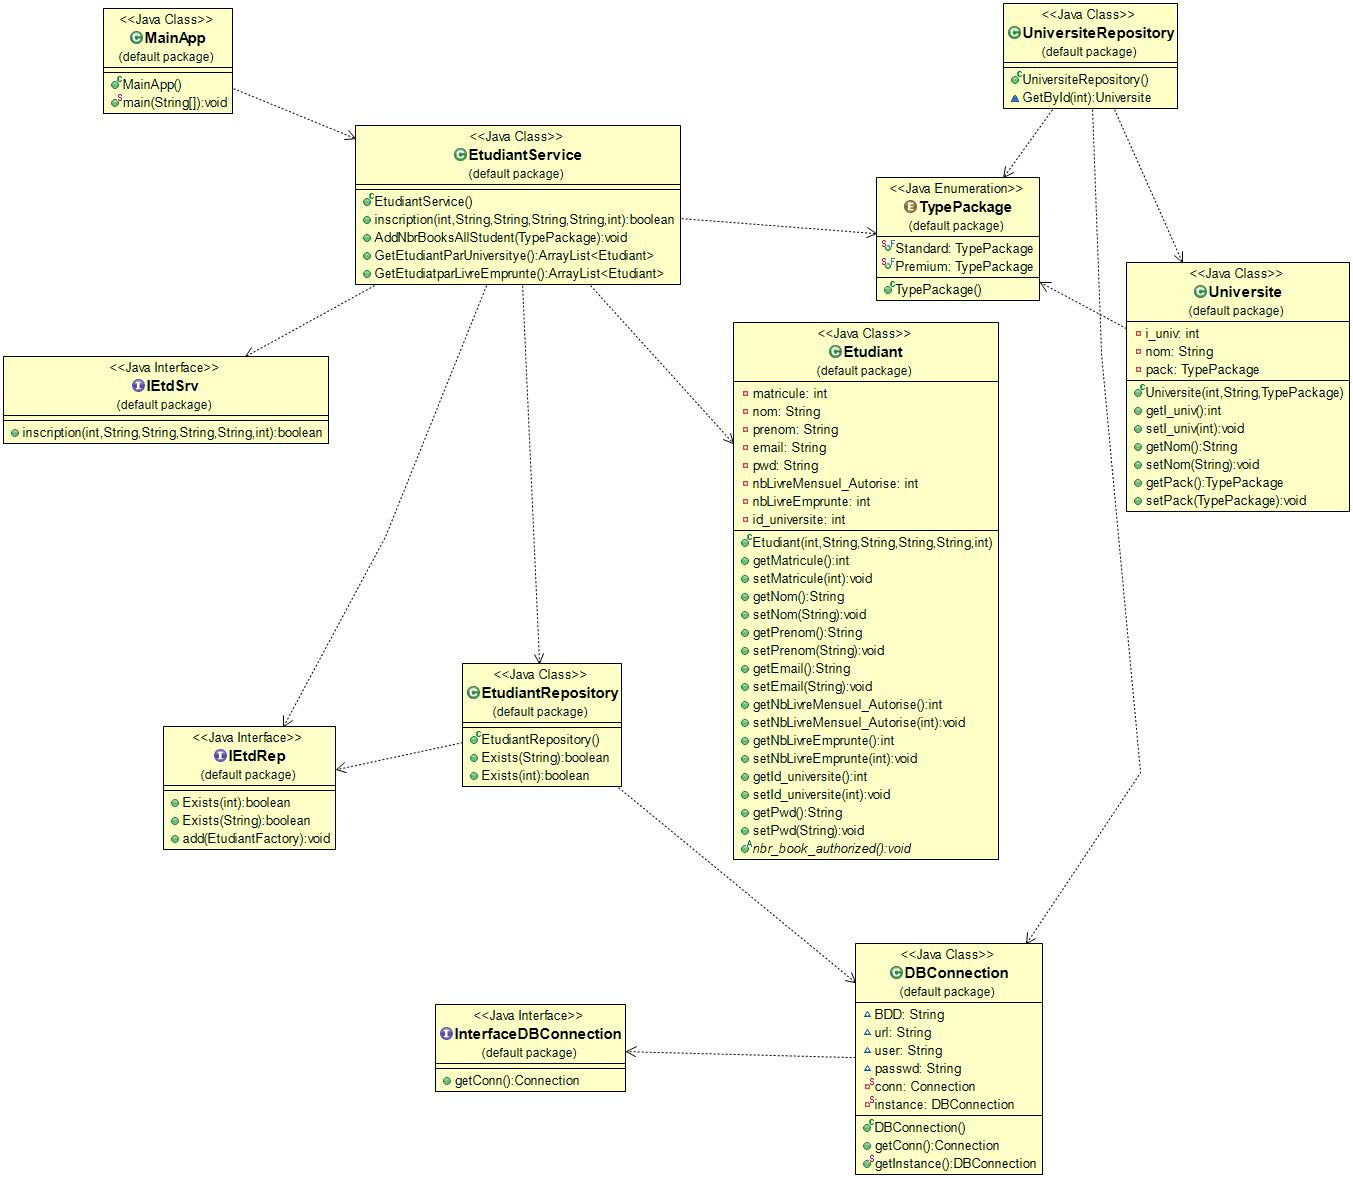 <<Java Class>>
MainApp
(default package)
MainApp()
main(String[]):void
<<Java Class>>
UniversiteRepository
(default package)
UniversiteRepository()
GetById(int):Universite
<<Java Class>>
EtudiantService
(default package)
EtudiantService()
inscription(int,String,String,String,String,int):boolean
AddNbrBooksAllStudent(TypePackage):void
GetEtudiantParUniversitye():ArrayList<Etudiant>
GetEtudiatparLivreEmprunte():ArrayList<Etudiant>
<<Java Enumeration>>
TypePackage
(default package)
Standard: TypePackage
Premium: TypePackage
TypePackage()
<<Java Class>>
Universite
(default package)
i_univ: int
nom: String
pack: TypePackage
Universite(int,String,TypePackage)
getI_univ():int
setI_univ(int):void
getNom():String
setNom(String):void
getPack():TypePackage
setPack(TypePackage):void
<<Java Interface>>
IEtdSrv
(default package)
inscription(int,String,String,String,String,int):boolean
<<Java Class>>
Etudiant
(default package)
matricule: int
nom: String
prenom: String
email: String
pwd: String
nbLivreMensuel_Autorise: int
nbLivreEmprunte: int
id_universite: int
Etudiant(int,String,String,String,String,int)
getMatricule():int
setMatricule(int):void
getNom():String
setNom(String):void
getPrenom():String
setPrenom(String):void
getEmail():String
setEmail(String):void
getNbLivreMensuel_Autorise():int
setNbLivreMensuel_Autorise(int):void
getNbLivreEmprunte():int
setNbLivreEmprunte(int):void
getId_universite():int
setId_universite(int):void
getPwd():String
setPwd(String):void
nbr_book_authorized():void
<<Java Class>>
EtudiantRepository
(default package)
EtudiantRepository()
Exists(String):boolean
Exists(int):boolean
<<Java Interface>>
IEtdRep
(default package)
Exists(int):boolean
Exists(String):boolean
add(EtudiantFactory):void
<<Java Class>>
DBConnection
(default package)
BDD: String
url: String
user: String
passwd: String
conn: Connection
instance: DBConnection
DBConnection()
getConn():Connection
getInstance():DBConnection
<<Java Interface>>
InterfaceDBConnection
(default package)
getConn():Connection